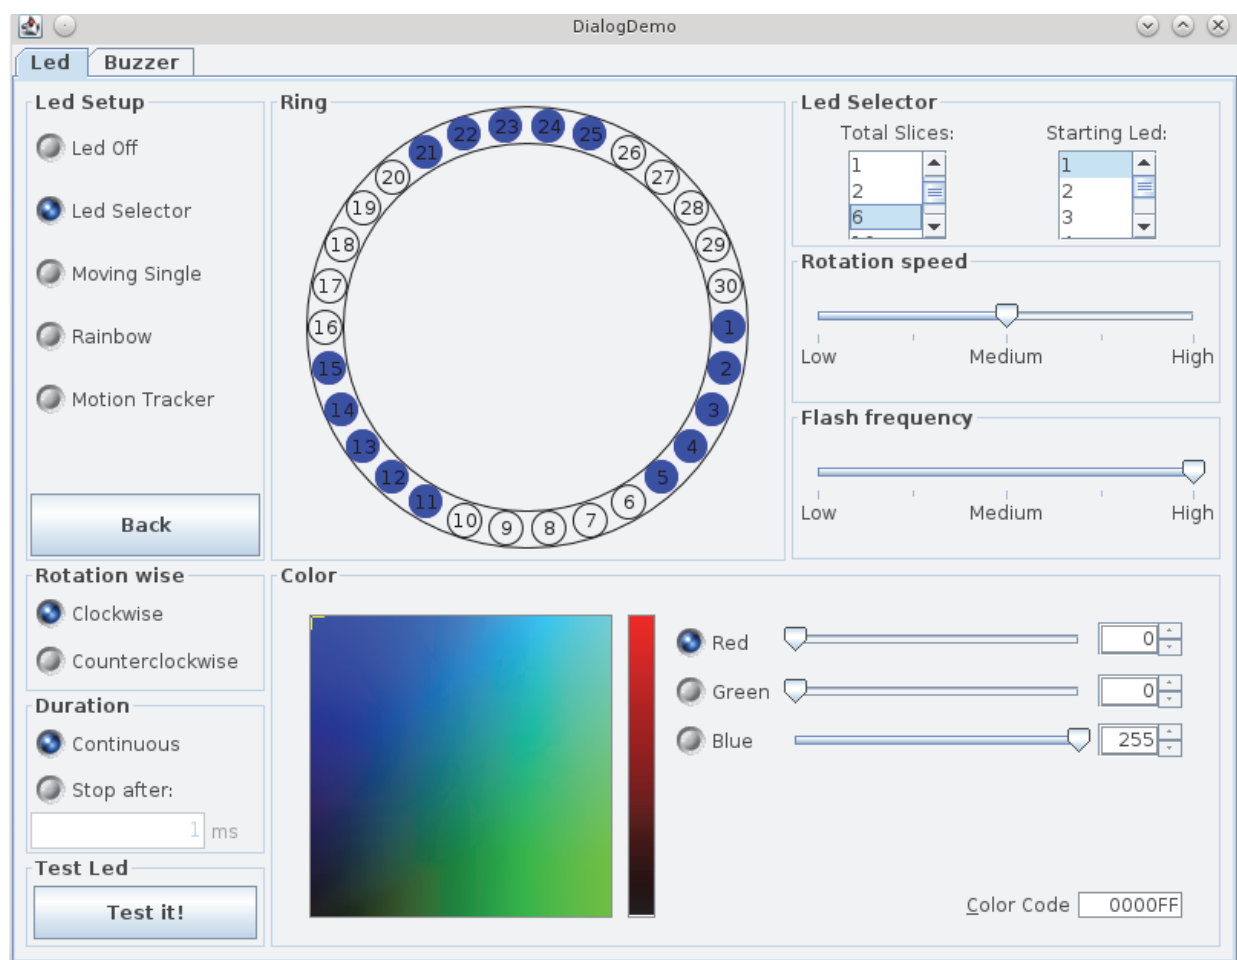 DialogDemo
Led Buzzer
Led Setup
Led Off
Led Selector
Moving Single
Rainbow
Motion Tracker
Back
Ring
21 22 23 24 25
20 26
19 27
18 28
17 29
16 30
15 1
14 2
13 3
12 4
11 5
10 9 8 7 6
Led Selector
Total Slices: Starting Led:
1 1
2 2
6 3
Rotation speed
Low Medium High
Flash frequency
Low Medium High
Rotation wise
Clockwise
Counterclockwise
Duration
Continuous
Stop after:
1 ms
Test Led
Test it!
Color
Red 0
Green 0
Blue 255
Color Code 0000FF